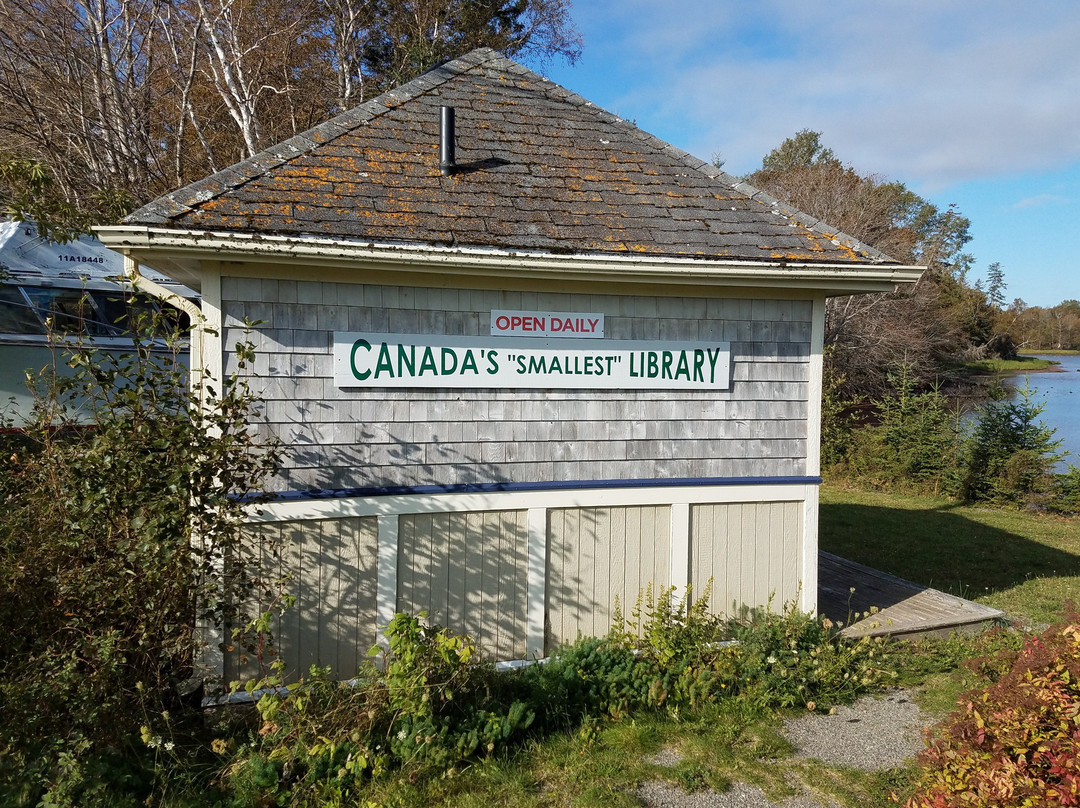 11A18448
OPEN DAILY
CANADA'S "SMALLEST" LIBRARY